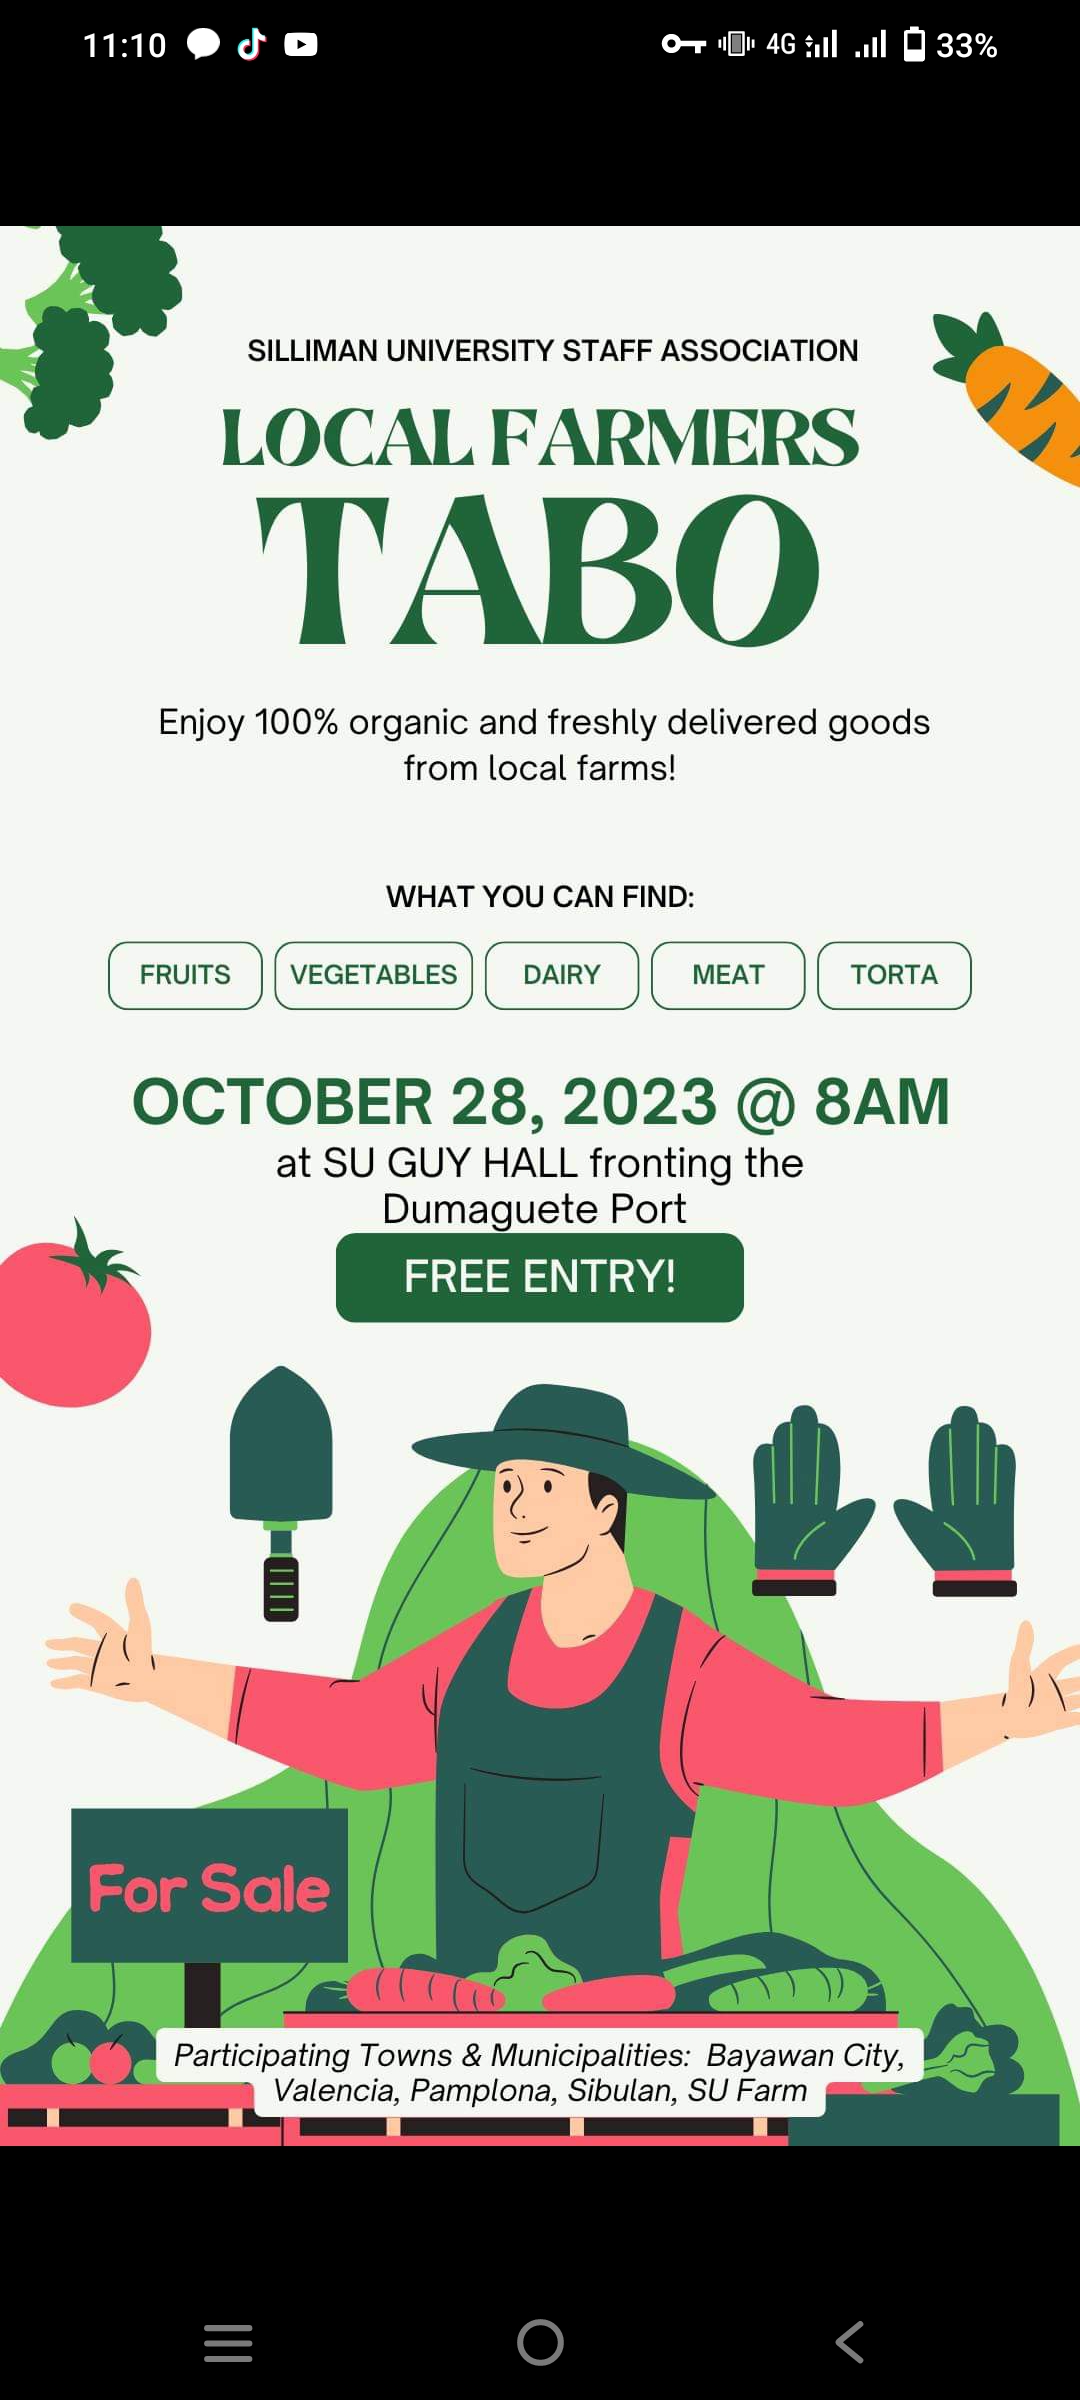 11:10 4G 33%
SILLIMAN UNIVERSITY STAFF ASSOCIATION
LOCAL FARMERS
TABO
Enjoy 100% organic and freshly delivered goods
from local farms!
WHAT YOU CAN FIND:
FRUITS VEGETABLES DAIRY MEAT TORTA
OCTOBER 28, 2023 @ 8AM
at SU GUY HALL fronting the
Dumaguete Port
FREE ENTRY!
For Sale
Participating Towns & Municipalities: Bayawan City,
Valencia, Pamplona, Sibulan, SU Farm